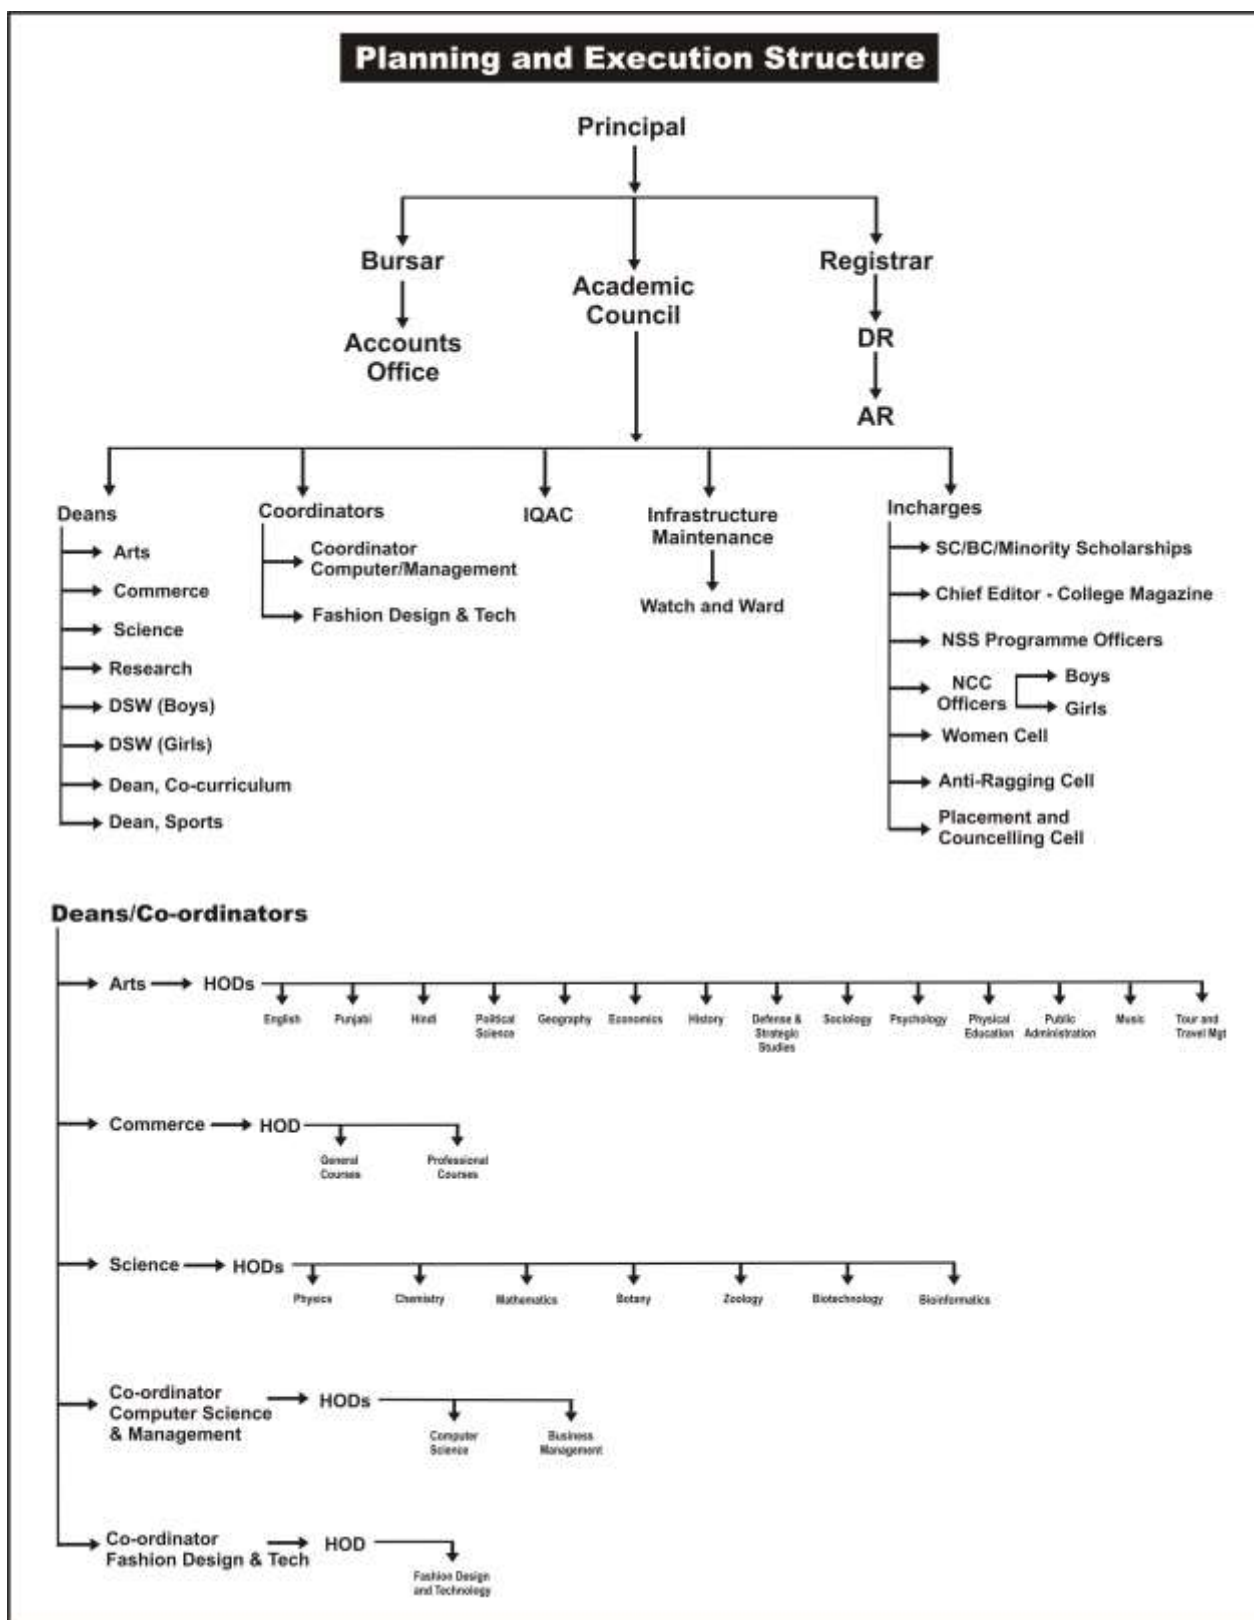 Planning and Execution Structure
Principal
Bursar
Academic
Council
Registrar
Accounts
Office
DR
AR
Deans
Arts
Commerce
Science
Research
DSW (Boys)
DSW (Girls)
Dean, Co-curriculum
Dean, Sports
Coordinators
Coordinator
Computer/Management
Fashion Design & Tech
IQAC
Infrastructure
Maintenance
Watch and Ward
Incharges
SC/BC/Minority Scholarships
Chief Editor - College Magazine
NSS Programme Officers
NCC
Officers
Boys
Girls
Women Cell
Anti-Ragging Cell
Placement and
Councelling Cell
Deans/Co-ordinators
Arts
HODs
English
Punjabi
Hindi
Political
Science
Geography
Economics
History
Defense &
Strategic
Studies
Sociology
Psychology
Physical
Education
Public
Administration
Music
Tour and
Travel Mgt
Commerce
HOD
General
Courses
Professional
Courses
Science
HODs
Physics
Chemistry
Mathematics
Botany
Zoology
Biotechnology
Bioinformatics
Co-ordinator
Computer Science
& Management
HODs
Computer
Science
Business
Management
Co-ordinator
Fashion Design & Tech
HOD
Fashion Design
and Technology